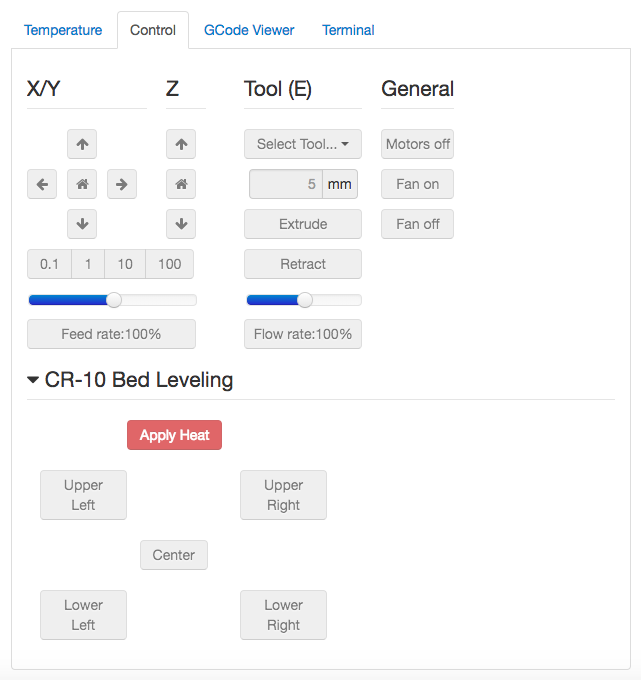 Temperature Control GCode Viewer Terminal
X/Y Z Tool (E) General
Select Tool... Motors off
5 mm Fan on
Extrude Fan off
0.1 1 10 100 Retract
Feed rate:100% Flow rate:100%
CR-10 Bed Leveling
Apply Heat
Upper
Left
Upper
Right
Center
Lower
Left
Lower
Right